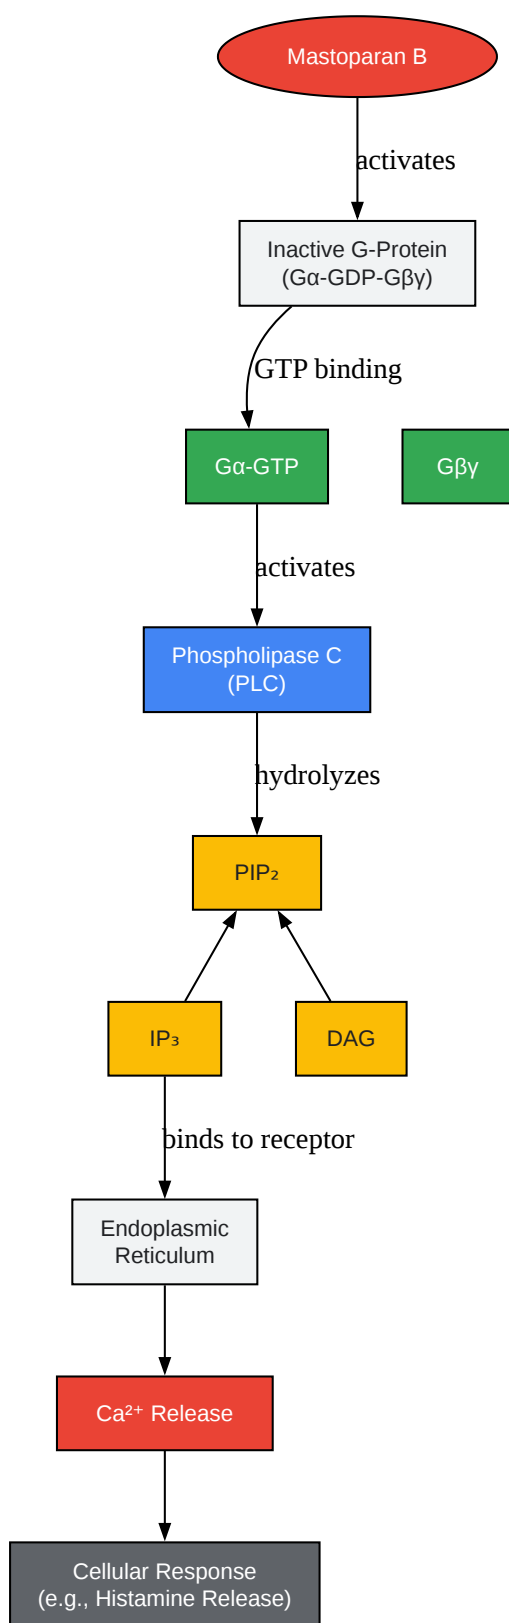 Mastoparan B
activates
Inactive G-Protein
(Gα-GDP-Gβγ)
GTP binding
Gα-GTP
Gβγ
activates
Phospholipase C
(PLC)
hydrolyzes
PIP₂
IP₃
DAG
binds to receptor
Endoplasmic
Reticulum
Ca²⁺ Release
Cellular Response
(e.g., Histamine Release)